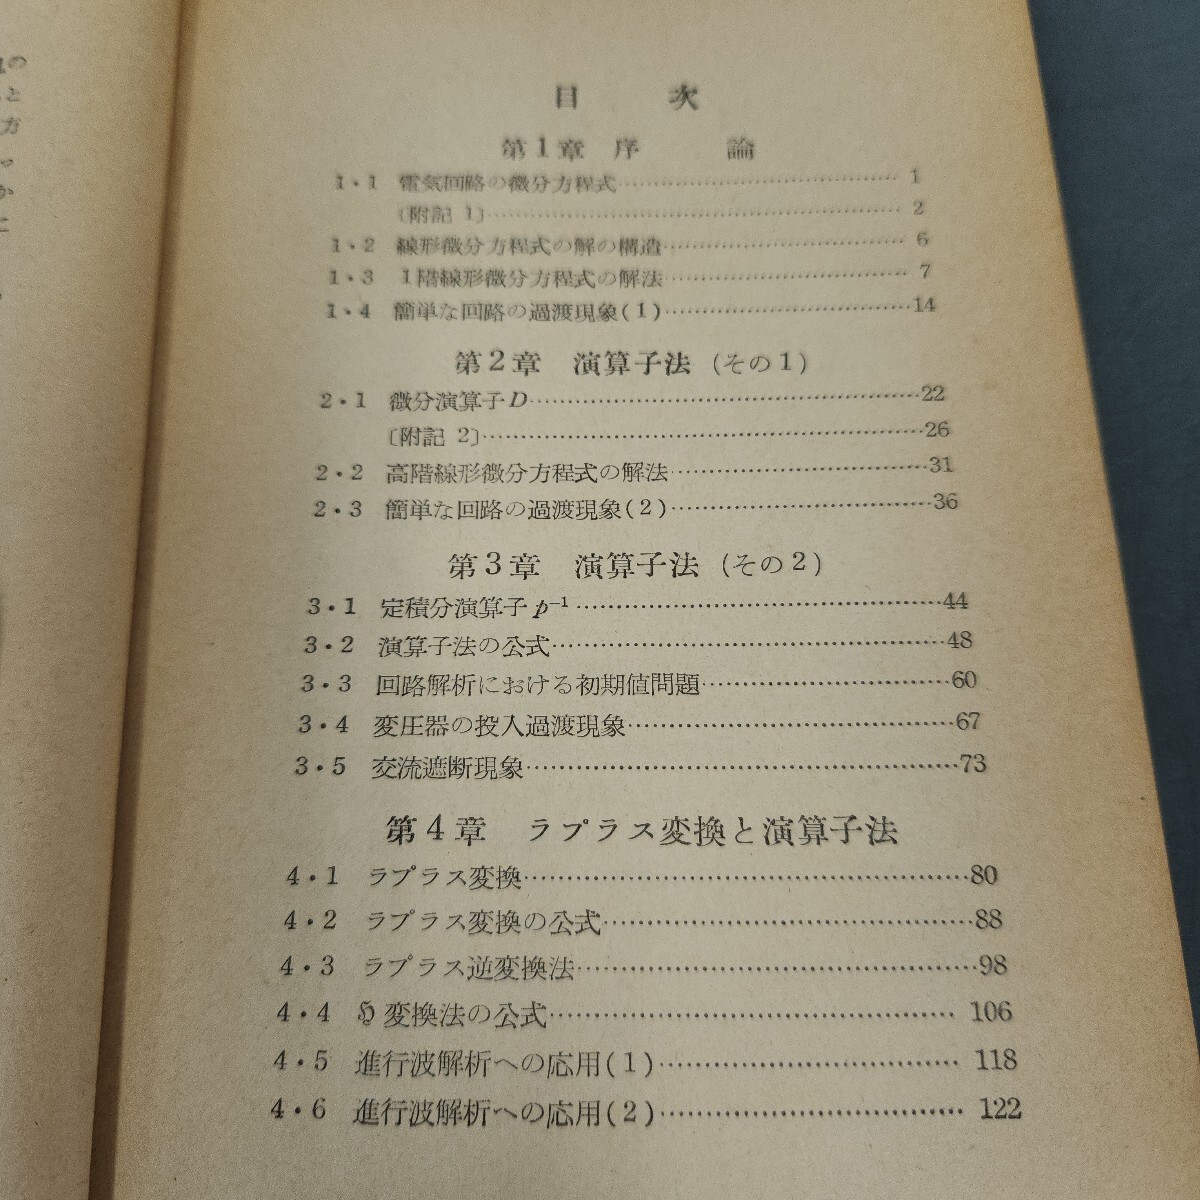 目 次
第1章 序 論
1・1 電気回路の微分方程式 1
〔附記 1〕 2
1・2 線形微分方程式の解の構造 6
1・3 1階線形微分方程式の解法 7
1・4 簡単な回路の過渡現象(1) 14
第2章 演算子法 (その1)
2・1 微分演算子 D 22
〔附記 2〕 26
2・2 高階線形微分方程式の解法 31
2・3 簡単な回路の過渡現象(2) 36
第3章 演算子法 (その2)
3・1 定積分演算子 p⁻¹ 44
3・2 演算子法の公式 48
3・3 回路解析における初期値問題 60
3・4 変圧器の投入過渡現象 67
3・5 交流遮断現象 73
第4章 ラプラス変換と演算子法
4・1 ラプラス変換 80
4・2 ラプラス変換の公式 88
4・3 ラプラス逆変換法 98
4・4 ℌ変換法の公式 106
4・5 進行波解析への応用(1) 118
4・6 進行波解析への応用(2) 122